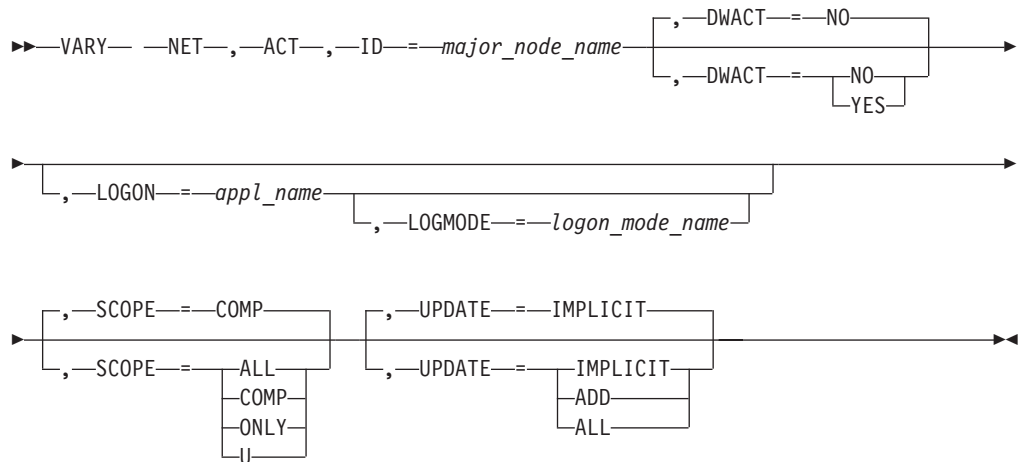 , DWACT = NO
VARY NET , ACT , ID = major_node_name
, DWACT = NO
YES
, LOGON = appl_name
, LOGMODE = logon_mode_name
, SCOPE = COMP , UPDATE = IMPLICIT
, SCOPE = ALL , UPDATE = IMPLICIT
COMP ADD
ONLY ALL
U